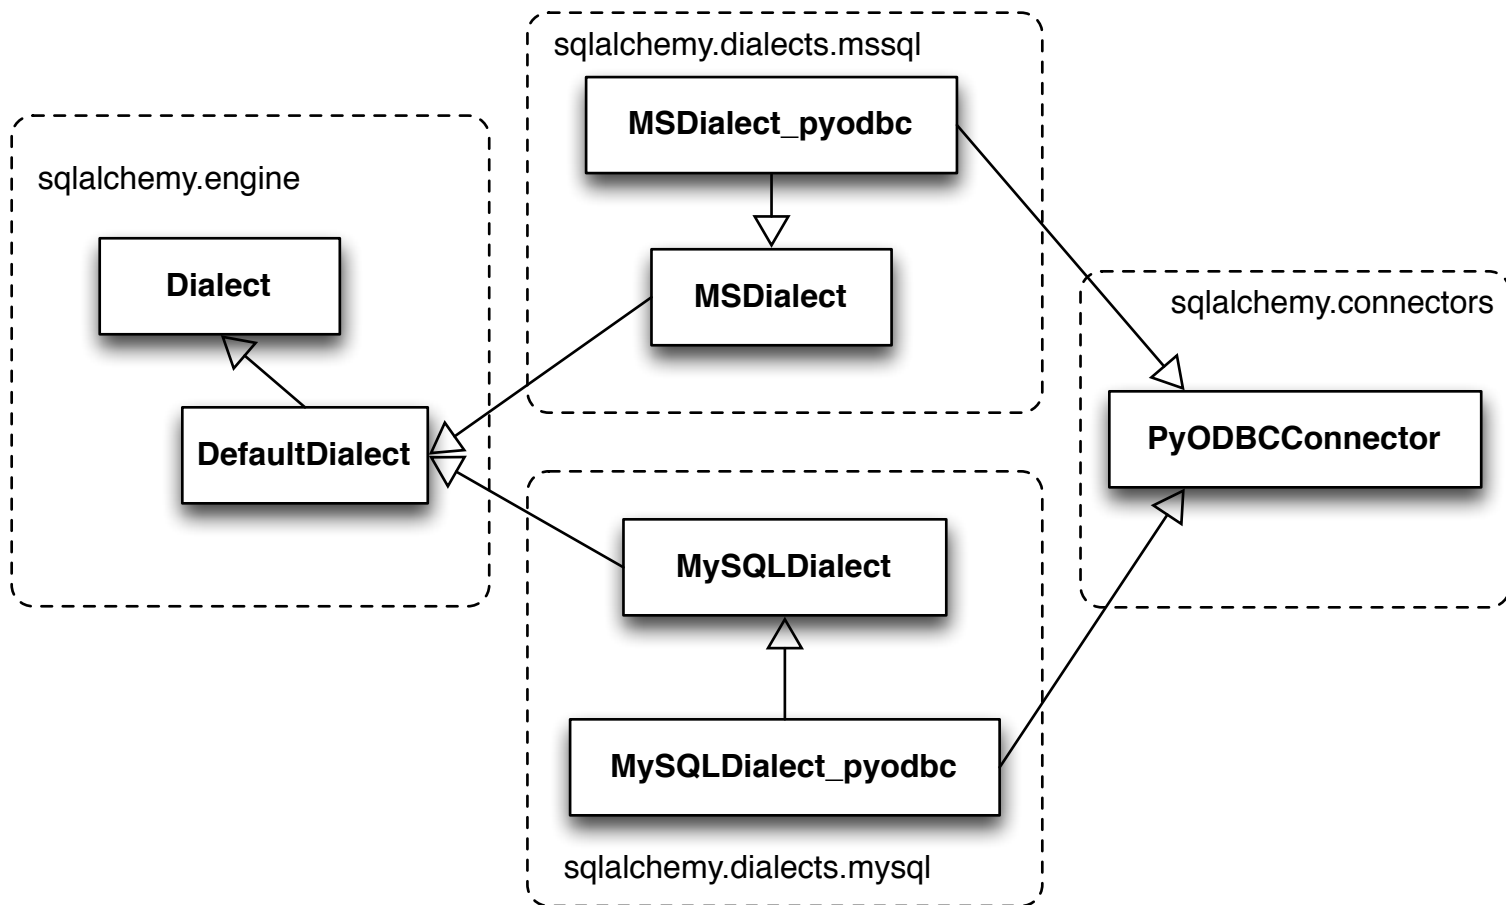 sqlalchemy.dialects.mssql
MSDialect_pyodbc
sqlalchemy.engine
Dialect
MSDialect
sqlalchemy.connectors
DefaultDialect
PyODBCConnector
MySQLDialect
MySQLDialect_pyodbc
sqlalchemy.dialects.mysql